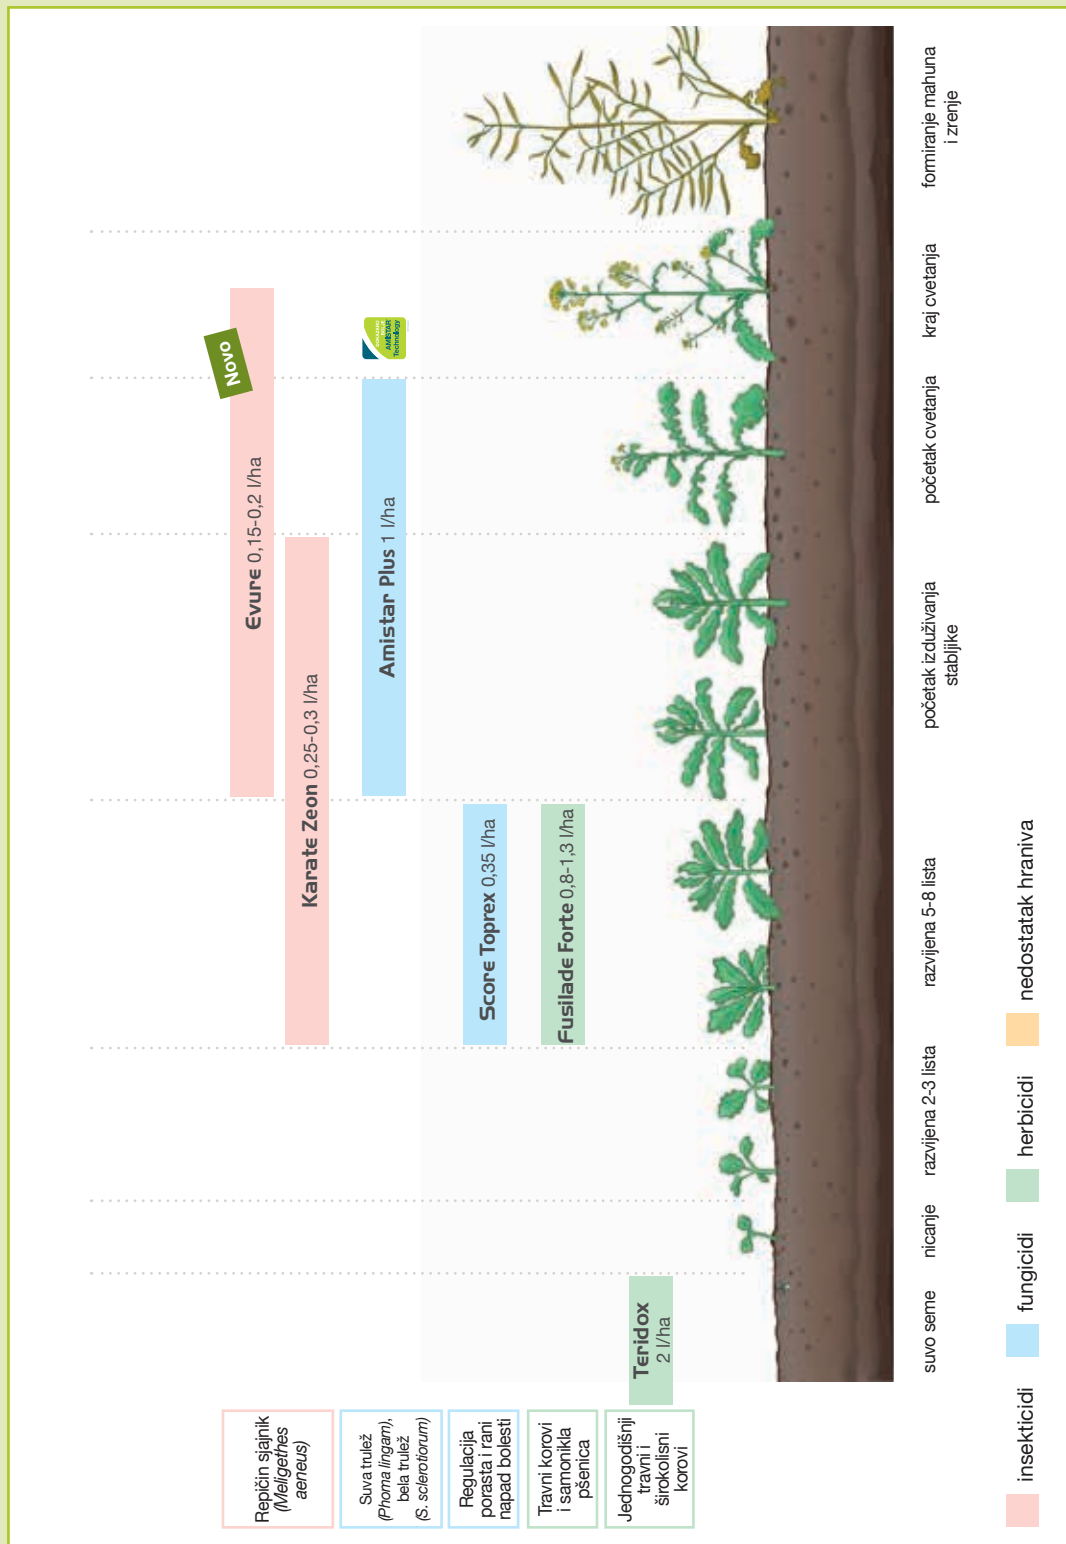 Repičin sjajnik
(Meligethes
aeneus)
Evure 0,15-0,2 l/ha
Novo
Karate Zeon 0,25-0,3 l/ha
Suva trulež
(Phoma lingam),
bela trulež
(S. sclerotiorum)
Amistar Plus 1 l/ha
AMISTAR
Technology
Regulacija
porasta i rani
napad bolesti
Score Toprex 0,35 l/ha
Travni korovi
i samonikla
pšenica
Fusilade Forte 0,8-1,3 l/ha
Jednogodišnji
travni i
širokolisni
korovi
Teridox
2 l/ha
suvo seme
nicanje
razvijena 2-3 lista
razvijena 5-8 lista
početak izduživanja
stabljike
početak cvetanja
kraj cvetanja
formiranje mahuna
i zrenje
insekticidi
fungicidi
herbicidi
nedostatak hraniva